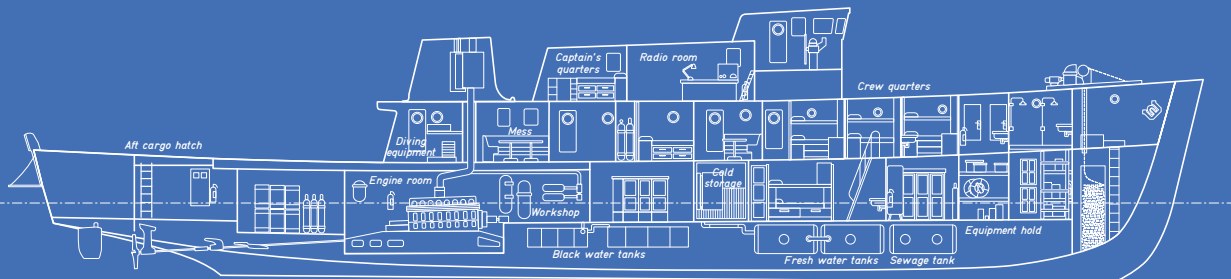 Captain's
quarters
Radio room
Crew quarters
Aft cargo hatch
Diving
equipment
Mess
Engine room
Workshop
Cold
storage
Equipment hold
Black water tanks
Fresh water tanks
Sewage tank